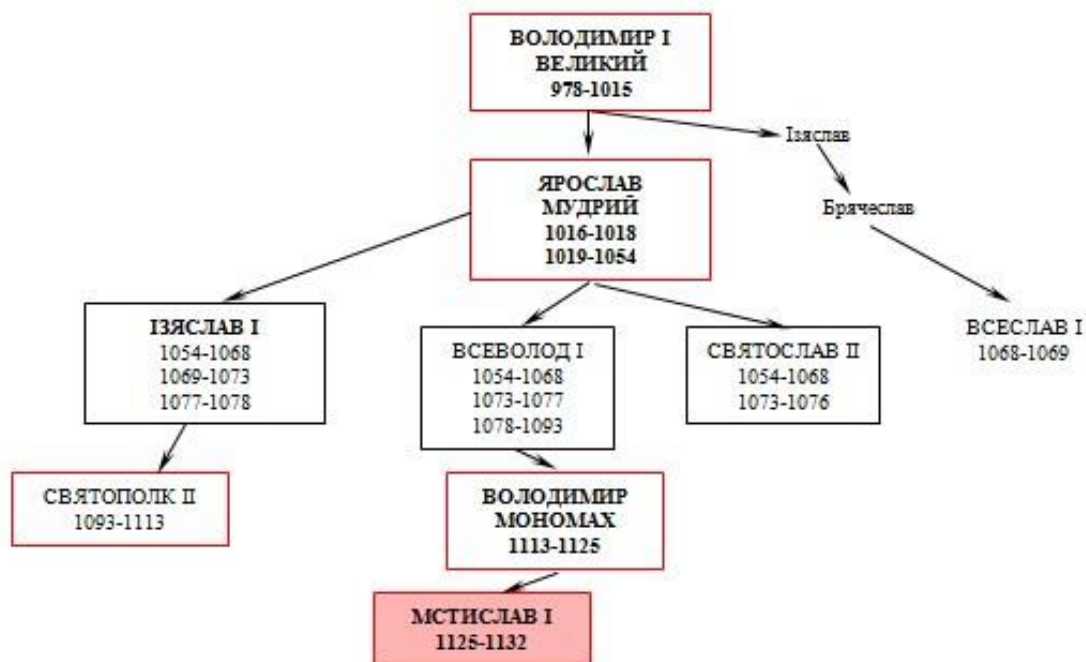 ВОЛОДИМИР І
ВЕЛИКИЙ
978-1015
Ізяслав
ЯРОСЛАВ
МУДРИЙ
1016-1018
1019-1054
Брячеслав
ІЗЯСЛАВ І
1054-1068
1069-1073
1077-1078
ВСЕВОЛОД І
1054-1068
1073-1077
1078-1093
СВЯТОСЛАВ ІІ
1054-1068
1073-1076
ВСЕСЛАВ І
1068-1069
СВЯТОПОЛК ІІ
1093-1113
ВОЛОДИМИР
МОНОМАХ
1113-1125
МСТИСЛАВ І
1125-1132